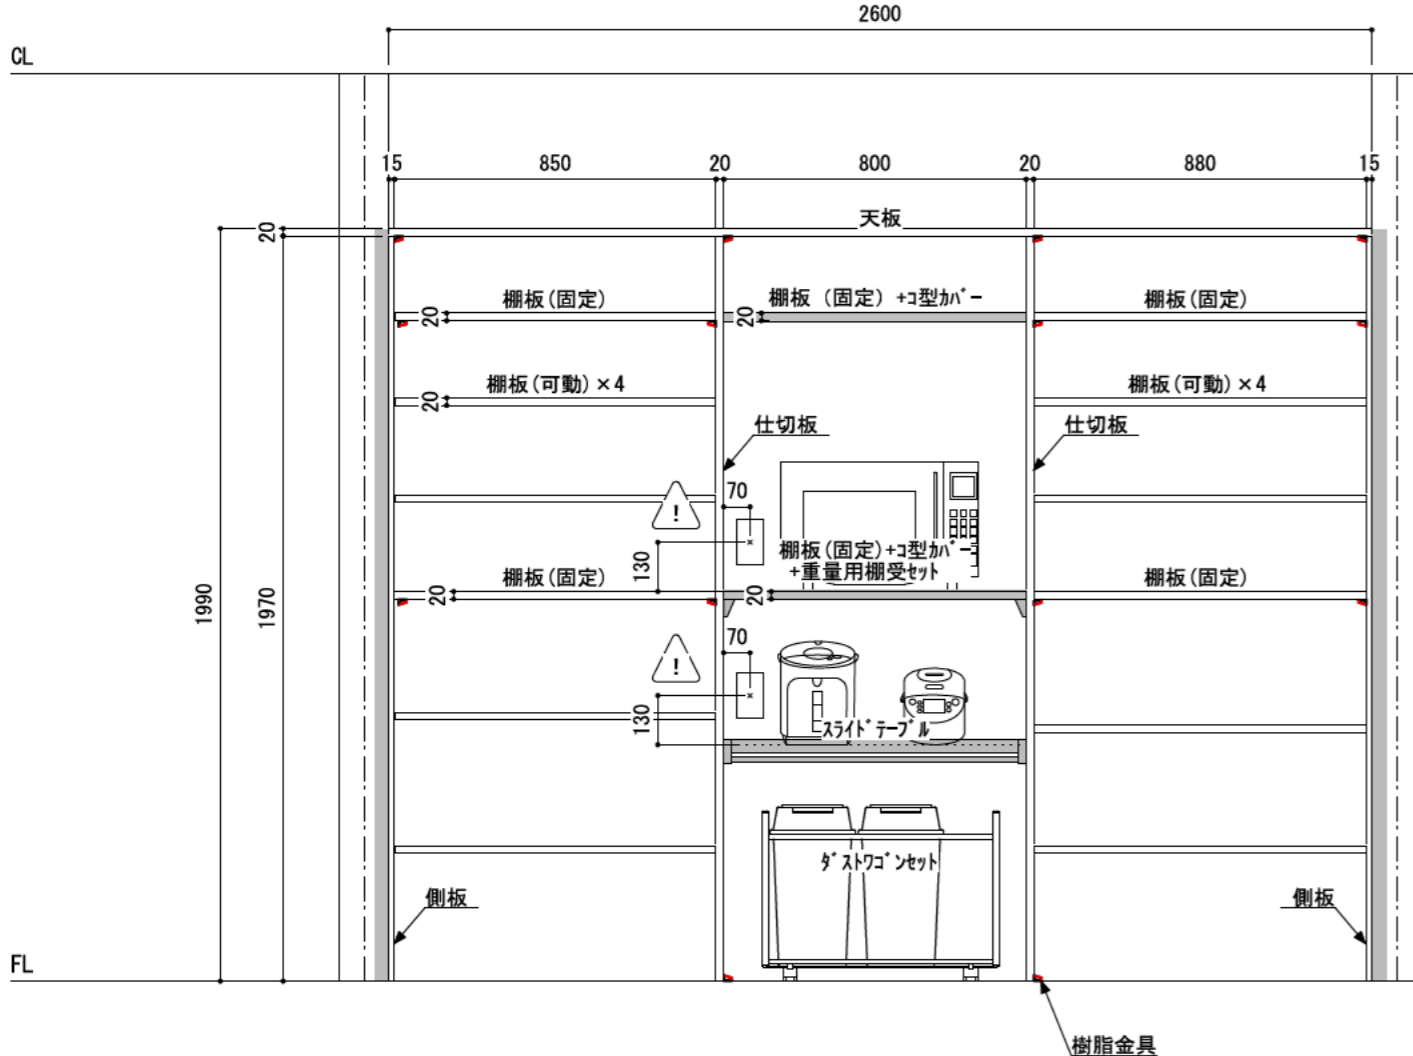 2600
CL
15
850
20
800
20
880
15
天板
20
棚板(固定)
棚板（固定）+コ型ｶﾊﾞｰ
棚板(固定)
20
20
棚板(可動)×4
棚板(可動)×4
20
仕切板
仕切板
70
!
棚板(固定)+コ型ｶﾊﾞｰ
+重量用棚受ｾｯﾄ
130
棚板(固定)
棚板(固定)
20
20
1990
1970
70
!
130
ｽﾗｲﾄﾞﾃｰﾌﾞﾙ
ﾀﾞｽﾄﾜｺﾞﾝｾｯﾄ
側板
側板
FL
樹脂金具